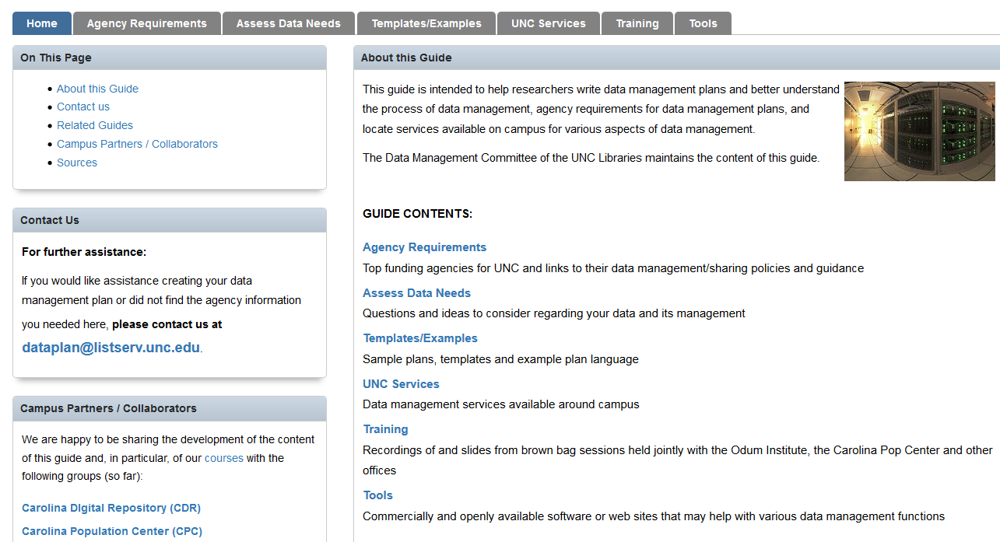 Home
Agency Requirements
Assess Data Needs
Templates/Examples
UNC Services
Training
Tools
On This Page
About this Guide
Contact us
Related Guides
Campus Partners / Collaborators
Sources
Contact Us
For further assistance:
If you would like assistance creating your data
management plan or did not find the agency information
you needed here, please contact us at
dataplan@listserv.unc.edu.
Campus Partners / Collaborators
We are happy to be sharing the development of the content
of this guide and, in particular, of our courses with the
following groups (so far):
Carolina DIgital Repository (CDR)
Carolina Population Center (CPC)
About this Guide
This guide is intended to help researchers write data management plans and better understand
the process of data management, agency requirements for data management plans, and
locate services available on campus for various aspects of data management.
The Data Management Committee of the UNC Libraries maintains the content of this guide.
GUIDE CONTENTS:
Agency Requirements
Top funding agencies for UNC and links to their data management/sharing policies and guidance
Assess Data Needs
Questions and ideas to consider regarding your data and its management
Templates/Examples
Sample plans, templates and example plan language
UNC Services
Data management services available around campus
Training
Recordings of and slides from brown bag sessions held jointly with the Odum Institute, the Carolina Pop Center and other
offices
Tools
Commercially and openly available software or web sites that may help with various data management functions